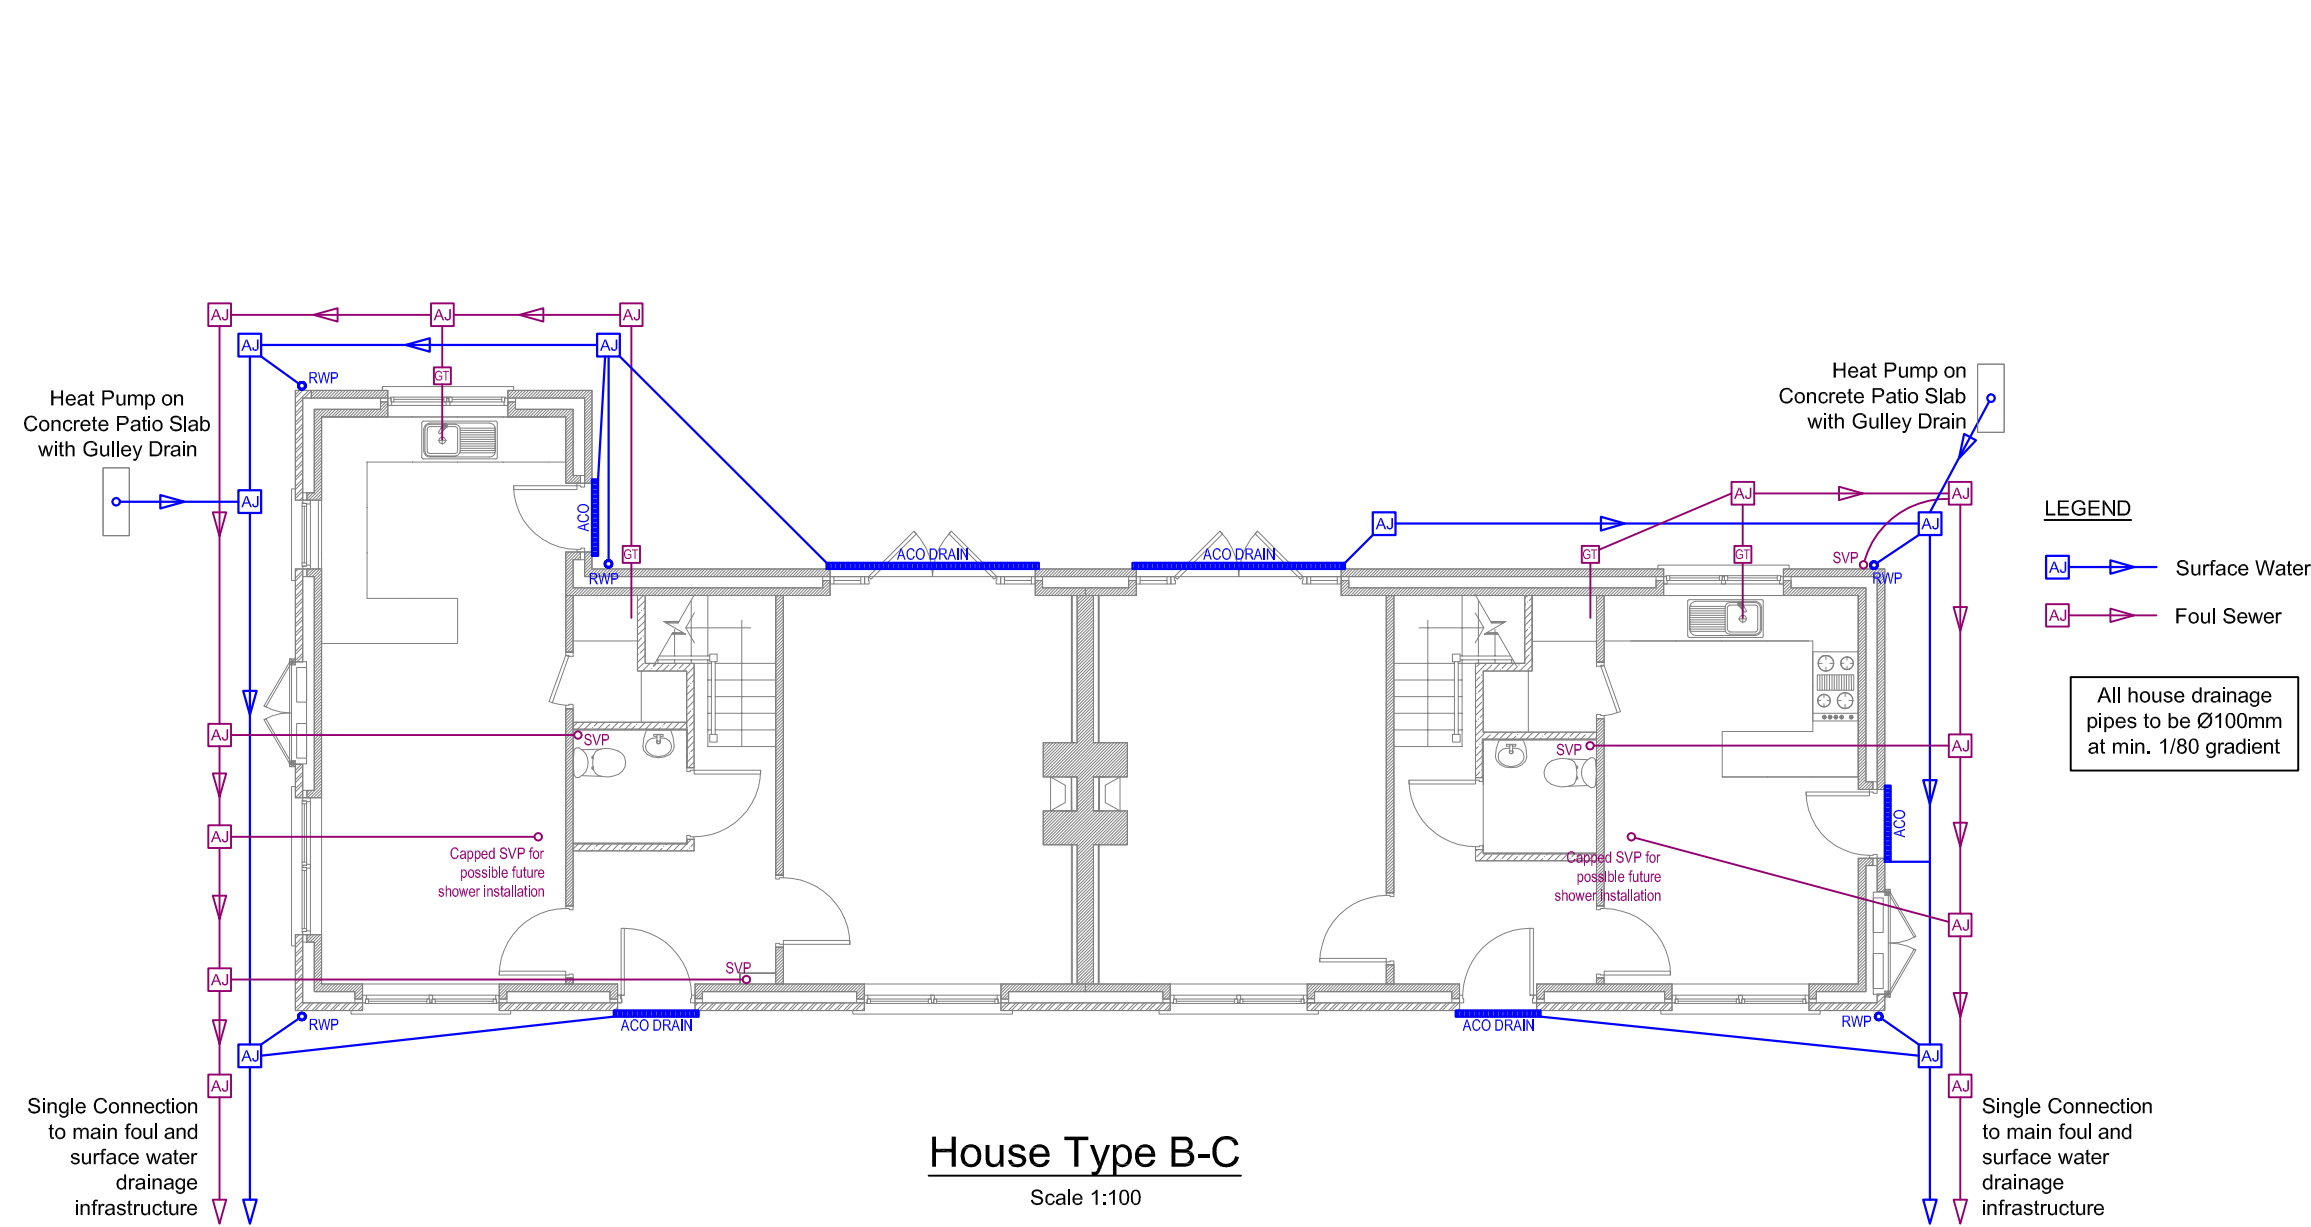 AJ
AJ
AJ
AJ
AJ
RWP
GT
Heat Pump on
Concrete Patio Slab
with Gulley Drain
AJ
ACO
GT
RWP
ACO DRAIN
ACO DRAIN
AJ
Heat Pump on
Concrete Patio Slab
with Gulley Drain
AJ
AJ
AJ
GT
GT
SVP
RWP
LEGEND
AJ
Surface Water
AJ
Foul Sewer
All house drainage
pipes to be Ø100mm
at min. 1/80 gradient
AJ
SVP
SVP
AJ
AJ
Capped SVP for
possible future
shower installation
Capped SVP for
possible future
shower installation
ACO
AJ
AJ
SVP
RWP
ACO DRAIN
ACO DRAIN
RWP
AJ
AJ
AJ
AJ
Single Connection
to main foul and
surface water
drainage
infrastructure
House Type B-C
Scale 1:100
Single Connection
to main foul and
surface water
drainage
infrastructure